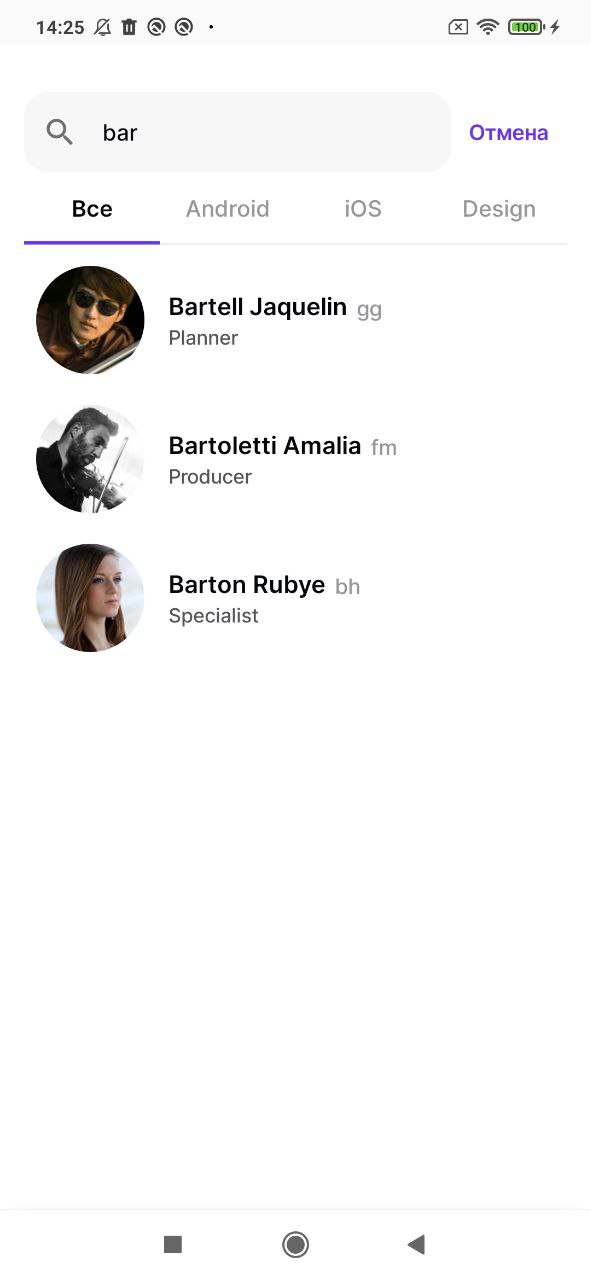 14:25 100
bar Отмена
Все Android iOS Design
Bartell Jaquelin gg
Planner
Bartoletti Amalia fm
Producer
Barton Rubye bh
Specialist